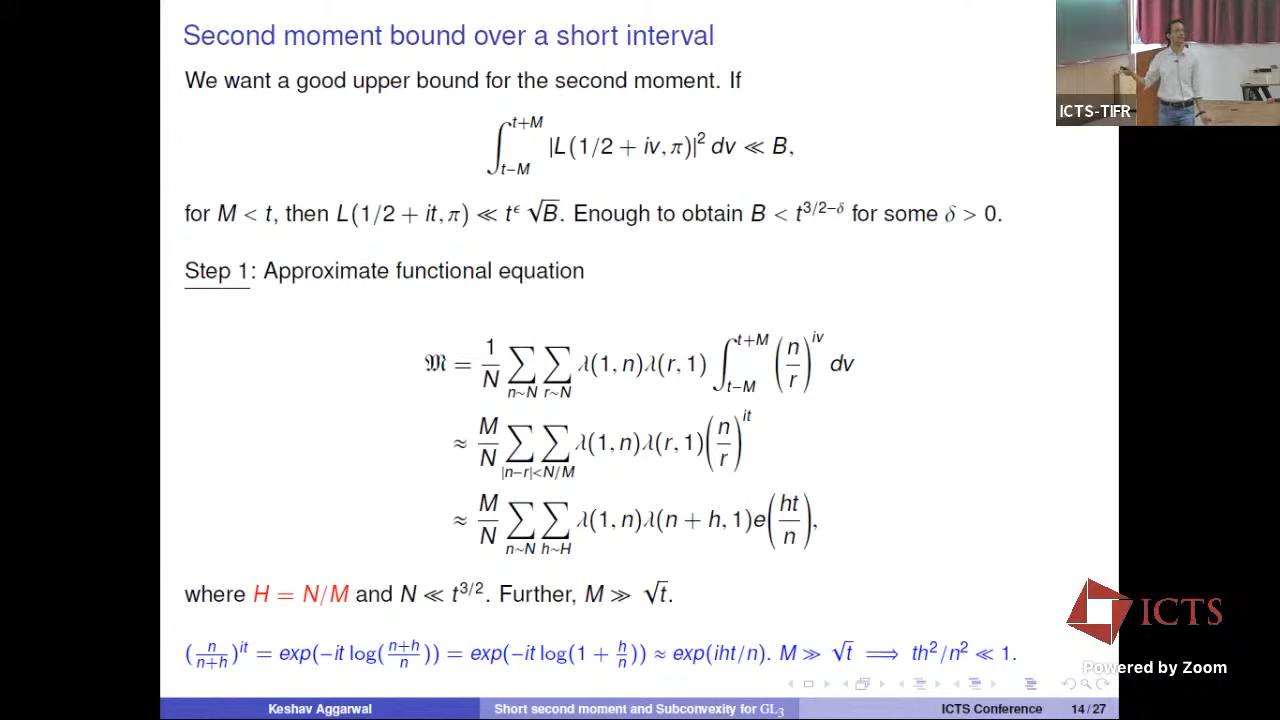 Second moment bound over a short interval
We want a good upper bound for the second moment. If
∫_{t−M}^{t+M} |L(1/2 + iv, π)|² dv ≪ B,
for M < t, then L(1/2 + it, π) ≪ t^ϵ √B. Enough to obtain B < t^{3/2−δ} for some δ > 0.
Step 1: Approximate functional equation
𝔐 = 1/N ∑_{n∼N} ∑_{r∼N} λ(1, n)λ(r, 1) ∫_{t−M}^{t+M} (n/r)^{iv} dv
≈ M/N ∑∑_{|n−r|<N/M} λ(1, n)λ(r, 1) (n/r)^{it}
≈ M/N ∑_{n∼N} ∑_{h∼H} λ(1, n)λ(n + h, 1)e(ht/n),
where H = N/M and N ≪ t^{3/2}. Further, M ≫ √t.
(n/(n+h))^{it} = exp(−it log((n+h)/n)) = exp(−it log(1 + h/n)) ≈ exp(iht/n). M ≫ √t ⟹ th²/n² ≪ 1.
Keshav Aggarwal Short second moment and Subconvexity for GL₃ ICTS Conference 14 / 27
ICTS-TIFR
ICTS
Powered by Zoom